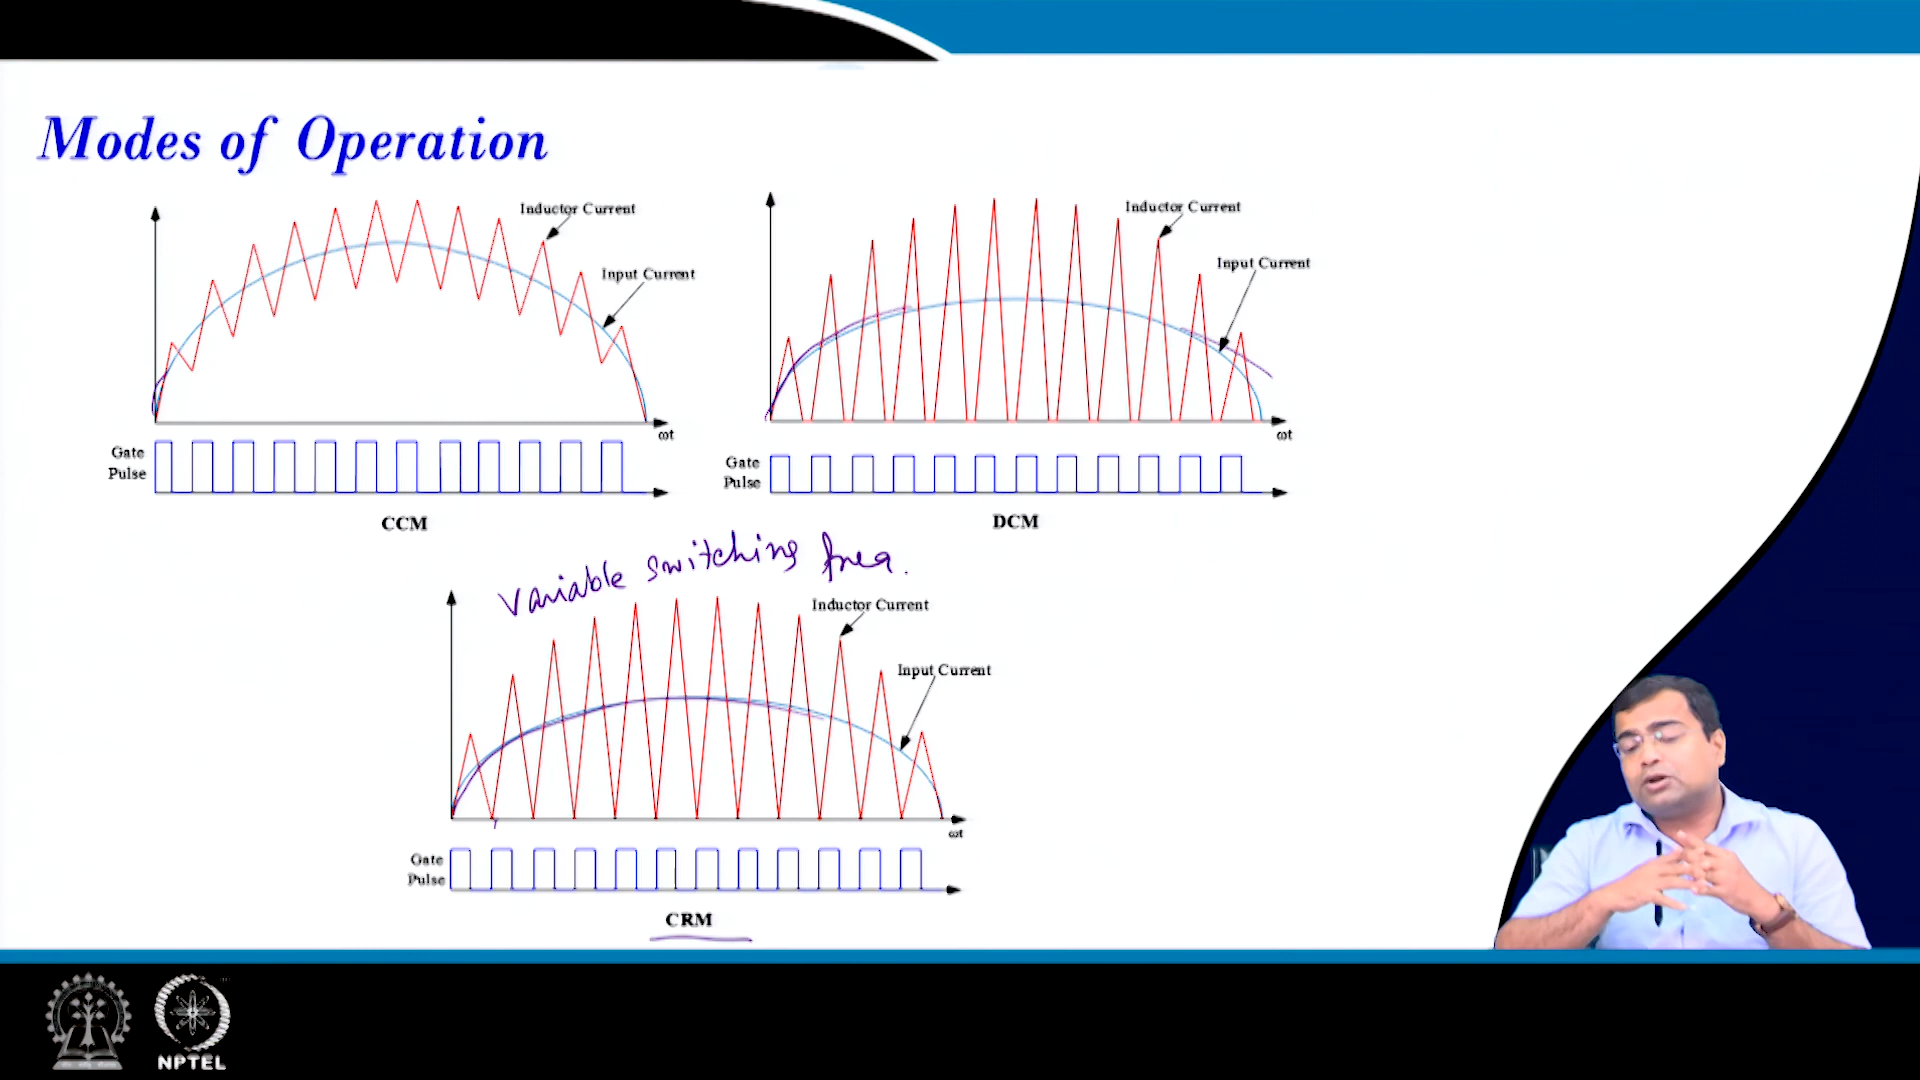 Modes of Operation
Inductor Current
Input Current
ωt
Gate
Pulse
CCM
Inductor Current
Input Current
ωt
Gate
Pulse
DCM
Variable switching freq.
Inductor Current
Input Current
ωt
Gate
Pulse
CRM
NPTEL